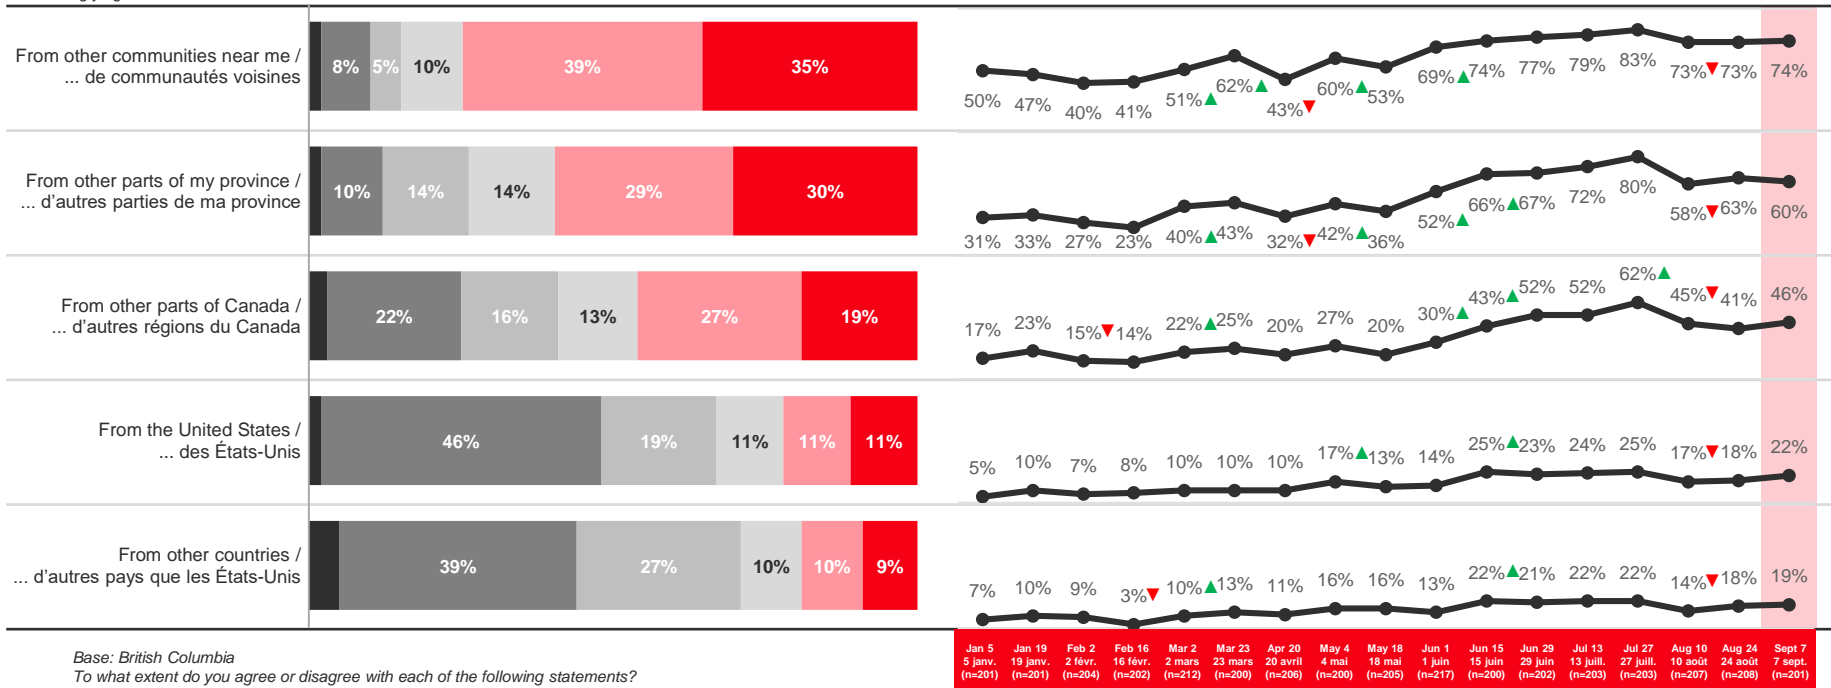 From other communities near me /
... de communautés voisines
8% 5% 10% 39% 35%
50% 47% 40% 41% 51% 62% 43% 60% 53% 69% 74% 77% 79% 83% 73% 73% 74%
From other parts of my province /
... d'autres parties de ma province
10% 14% 14% 29% 30%
31% 33% 27% 23% 40% 43% 32% 42% 36% 52% 66% 67% 72% 80% 58% 63% 60%
From other parts of Canada /
... d'autres régions du Canada
22% 16% 13% 27% 19%
17% 23% 15% 14% 22% 25% 20% 27% 20% 30% 43% 52% 52% 62% 45% 41% 46%
From the United States /
... des États-Unis
46% 19% 11% 11% 11%
5% 10% 7% 8% 10% 10% 10% 17% 13% 14% 25% 23% 24% 25% 17% 18% 22%
From other countries /
... d'autres pays que les États-Unis
39% 27% 10% 10% 9%
7% 10% 9% 3% 10% 13% 11% 16% 16% 13% 22% 21% 22% 22% 14% 18% 19%
Jan 5 Jan 19 Feb 2 Feb 16 Mar 2 Mar 23 Apr 20 May 4 May 18 Jun 1 Jun 15 Jun 29 Jul 13 Jul 27 Aug 10 Aug 24 Sept 7
5 janv. 19 janv. 2 févr. 16 févr. 2 mars 23 mars 20 avril 4 mai 18 mai 1 juin 15 juin 29 juin 13 juill. 27 juill. 10 août 24 août 7 sept.
(n=201) (n=201) (n=204) (n=202) (n=212) (n=200) (n=206) (n=200) (n=205) (n=217) (n=200) (n=202) (n=203) (n=203) (n=207) (n=208) (n=201)
Base: British Columbia
To what extent do you agree or disagree with each of the following statements?